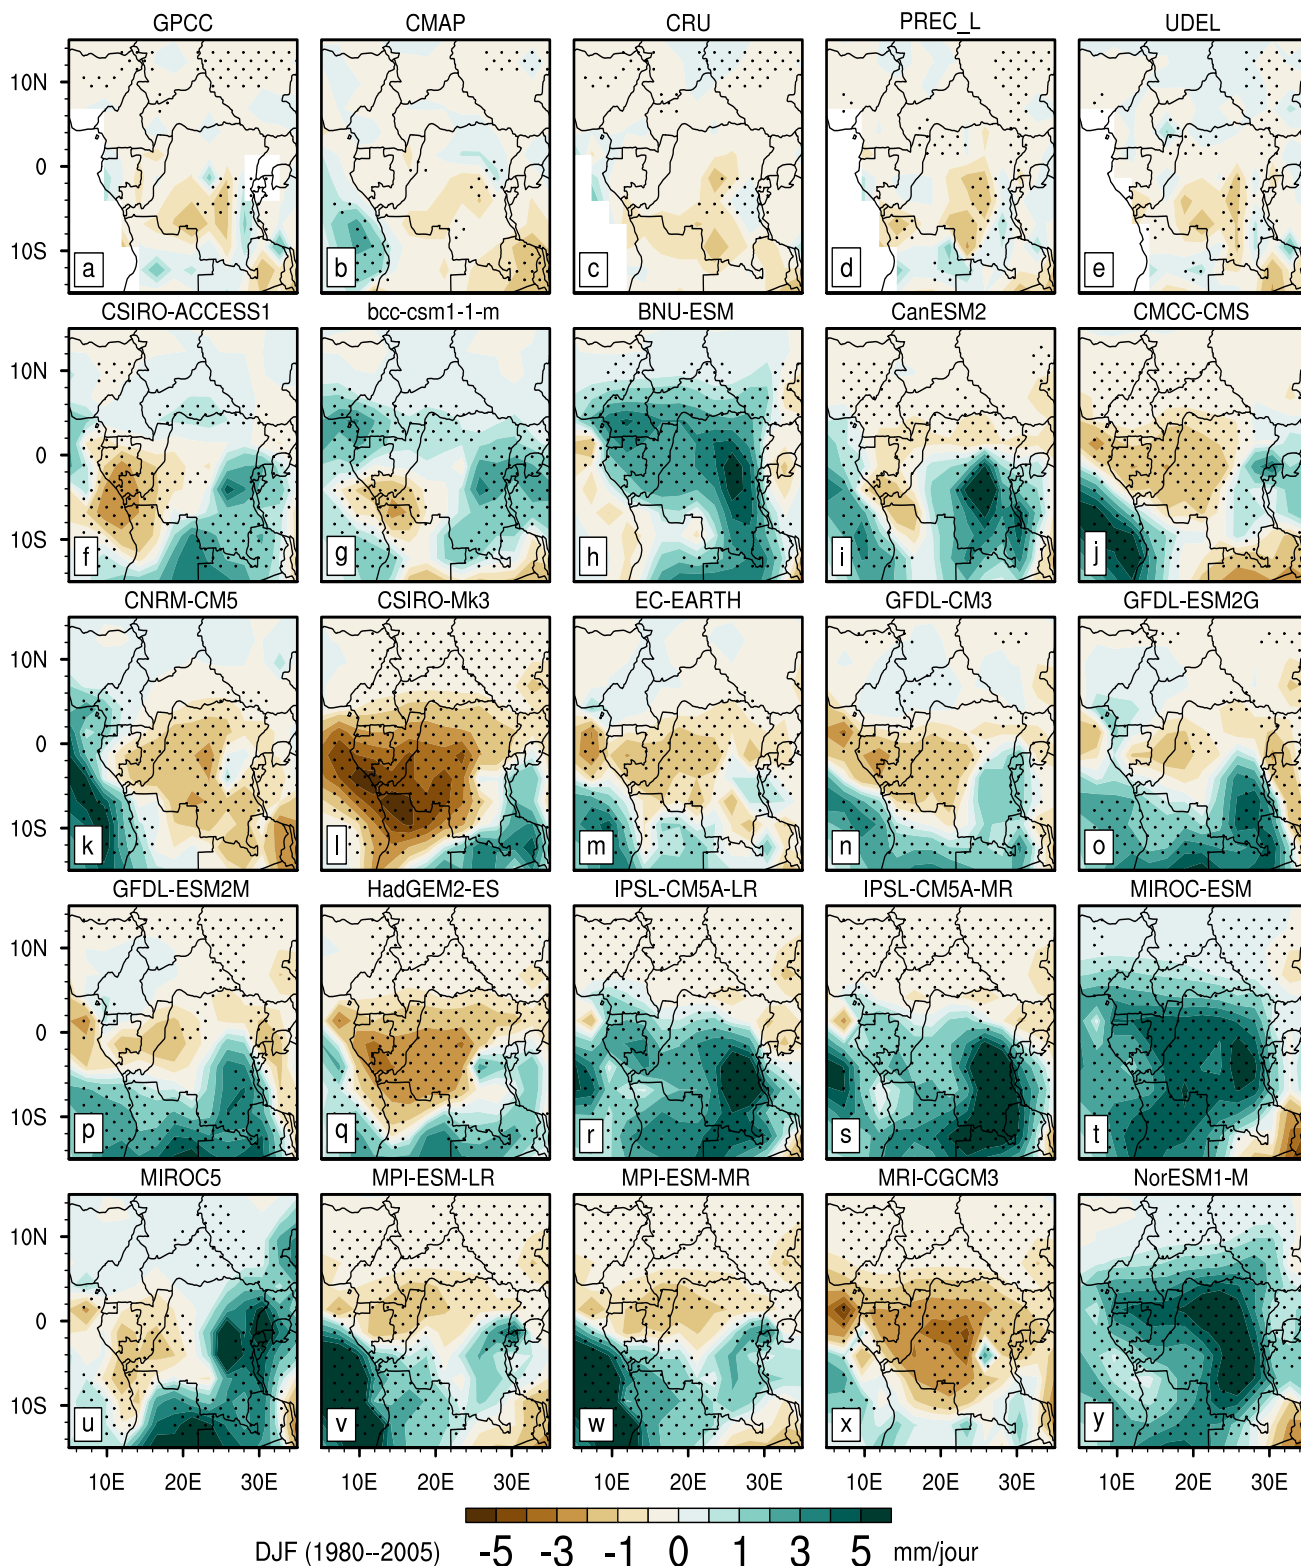 GPCC CMAP CRU PREC_L UDEL
10N
0
10S
a b c d e
CSIRO-ACCESS1 bcc-csm1-1-m BNU-ESM CanESM2 CMCC-CMS
10N
0
10S
f g h i j
CNRM-CM5 CSIRO-Mk3 EC-EARTH GFDL-CM3 GFDL-ESM2G
10N
0
10S
k l m n o
GFDL-ESM2M HadGEM2-ES IPSL-CM5A-LR IPSL-CM5A-MR MIROC-ESM
10N
0
10S
p q r s t
MIROC5 MPI-ESM-LR MPI-ESM-MR MRI-CGCM3 NorESM1-M
10N
0
10S
u v w x y
10E 20E 30E 10E 20E 30E 10E 20E 30E 10E 20E 30E 10E 20E 30E
DJF (1980--2005) -5 -3 -1 0 1 3 5 mm/jour